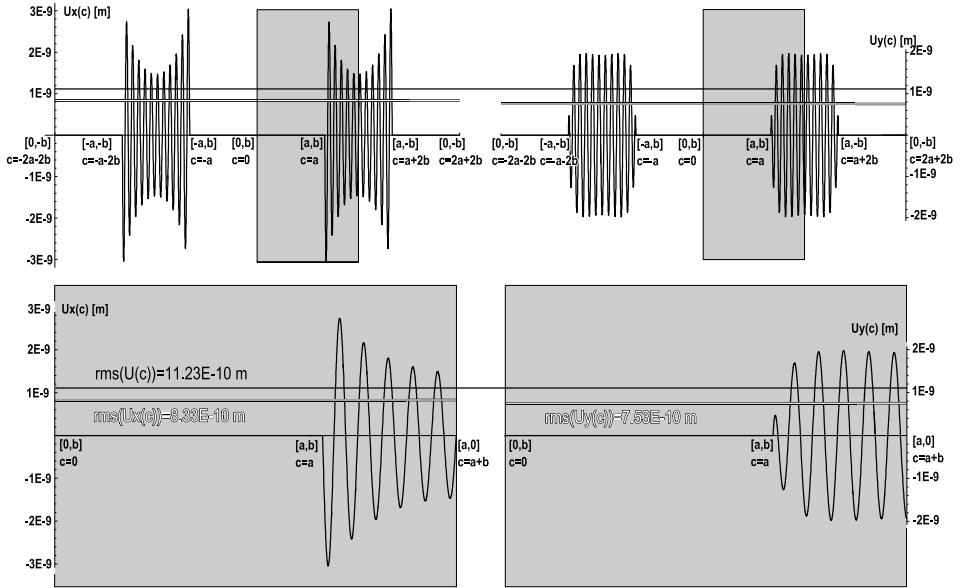 3E-9 Ux(c) [m]
2E-9
1E-9
[0,-b] [-a,-b] [-a,b] [0,b] [a,b] [a,-b] [0,-b]
c=-2a-2b c=-a-2b c=-a c=0 c=a c=a+2b c=2a+2b
-1E-9
-2E-9
-3E-9
Uy(c) [m] 2E-9
1E-9
[0,-b] [-a,-b] [-a,b] [0,b] [a,b] [a,-b] [0,-b]
c=-2a-2b c=-a-2b c=-a c=0 c=a c=a+2b c=2a+2b
-1E-9
-2E-9
3E-9 Ux(c) [m]
2E-9
rms(U(c))=11.23E-10 m
1E-9
rms(Ux(c))=8.33E-10 m
[0,b] [a,b] [a,0]
c=0 c=a c=a+b
-1E-9
-2E-9
-3E-9
Uy(c) [m]
2E-9
1E-9
rms(Uy(c))=7.53E-10 m
[0,b] [a,b] [a,0]
c=0 c=a c=a+b
-1E-9
-2E-9